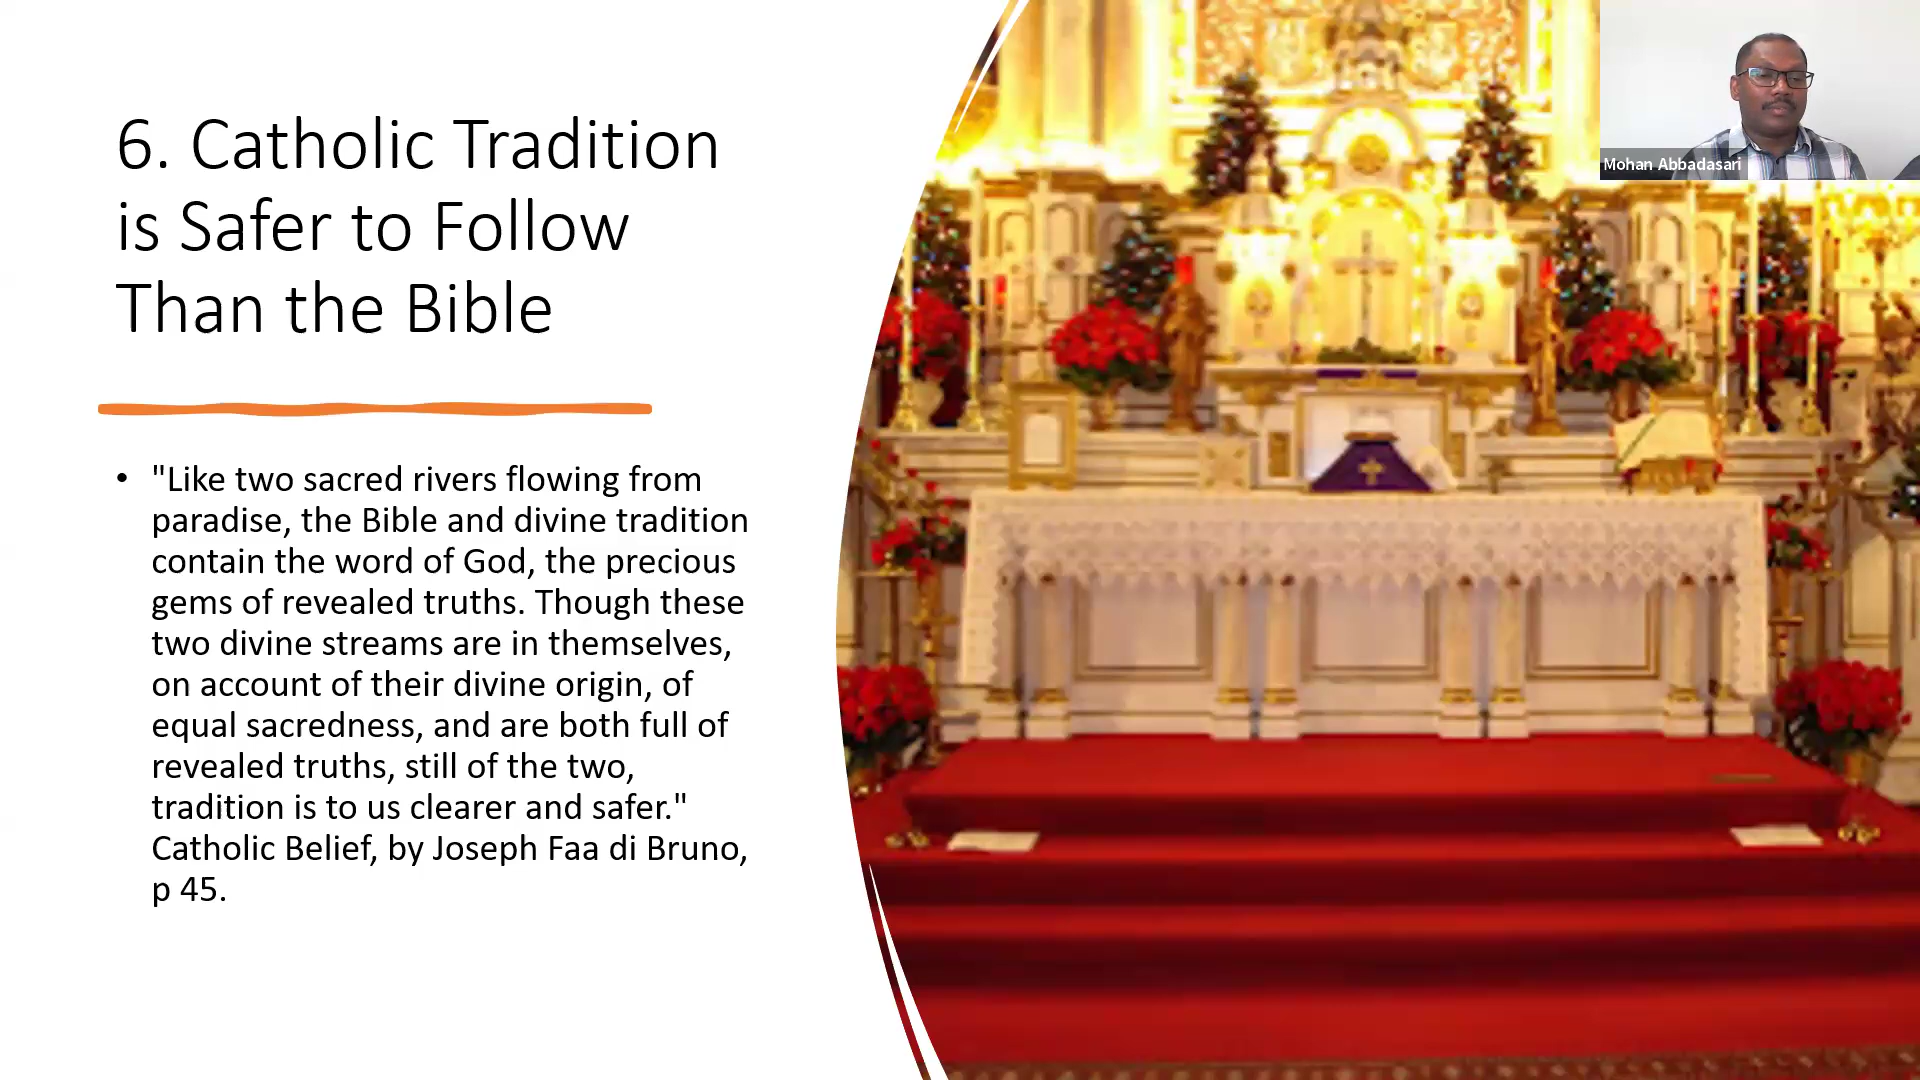 6. Catholic Tradition
is Safer to Follow
Than the Bible
• "Like two sacred rivers flowing from
paradise, the Bible and divine tradition
contain the word of God, the precious
gems of revealed truths. Though these
two divine streams are in themselves,
on account of their divine origin, of
equal sacredness, and are both full of
revealed truths, still of the two,
tradition is to us clearer and safer."
Catholic Belief, by Joseph Faa di Bruno,
p 45.
Mohan Abbadasari